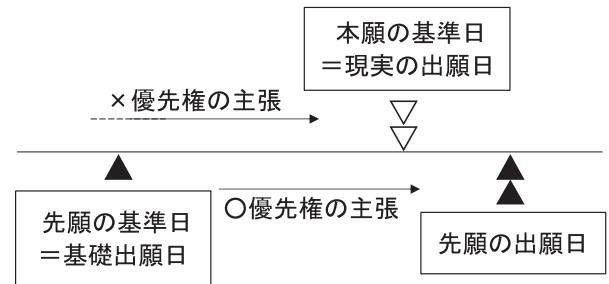 本願の基準日
＝現実の出願日
×優先権の主張
先願の基準日
＝基礎出願日
○優先権の主張
先願の出願日